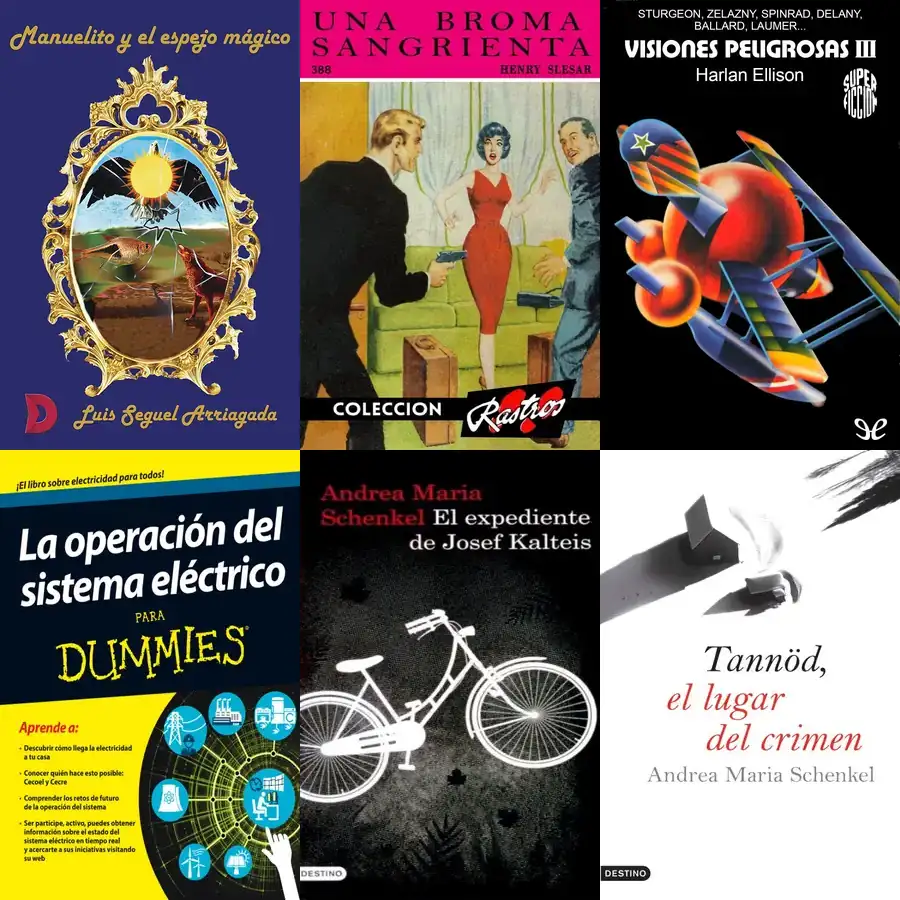 Manuelito y el espejo mágico
D
Luis Seguel Arriagada
UNA BROMA
SANGRIENTA
388 HENRY SLESAR
COLECCION Rastros
STURGEON, ZELAZNY, SPINRAD, DELANY,
BALLARD, LAUMER...
VISIONES PELIGROSAS III
Harlan Ellison
SUPER
FICCION
¡El libro sobre electricidad para todos!
La operación del
sistema eléctrico
PARA
DUMMIES®
Aprende a:
• Descubrir cómo llega la electricidad
a tu casa
• Conocer quién hace esto posible:
Cecoel y Cecre
• Comprender los retos de futuro
de la operación del sistema
• Ser partícipe, activo, puedes obtener
información sobre el estado del
sistema eléctrico en tiempo real
y acercarte a sus iniciativas visitando
su web
Andrea Maria
Schenkel El expediente
de Josef Kalteis
DESTINO
Tannöd,
el lugar
del crimen
Andrea Maria Schenkel
DESTINO